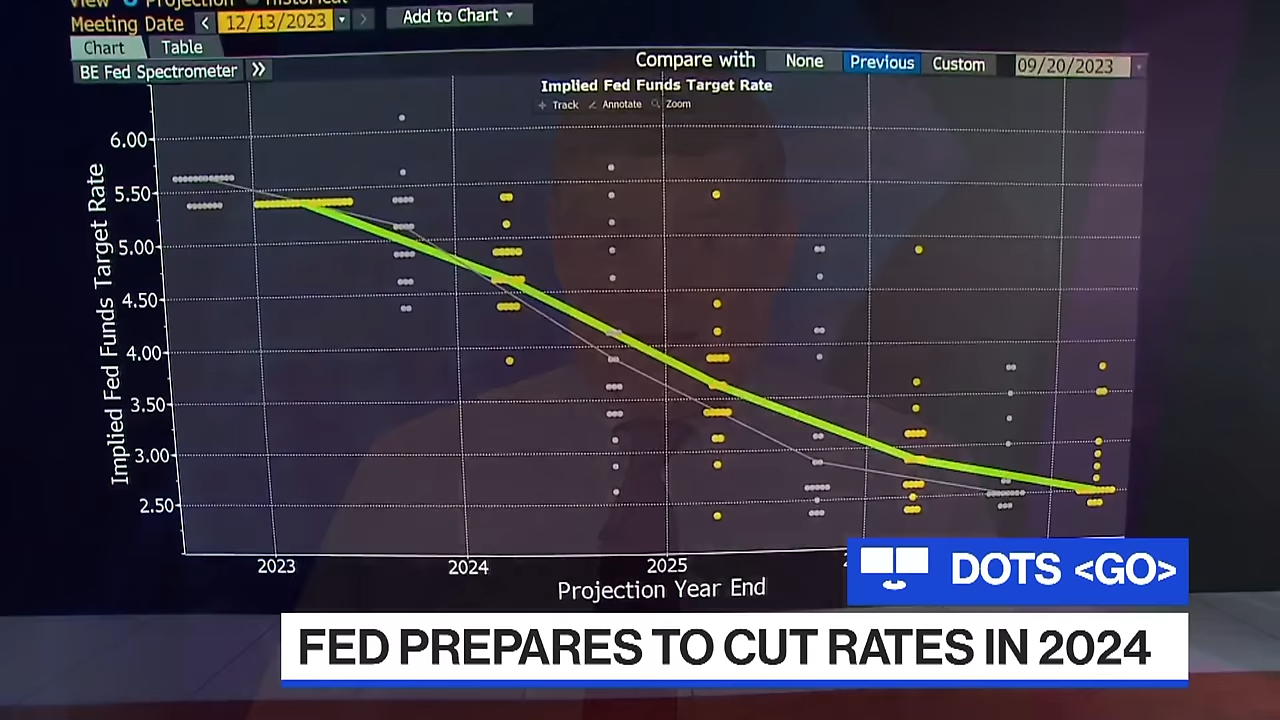 View Projection Historical
Meeting Date < 12/13/2023 Add to Chart
Chart Table
BE Fed Spectrometer »
Compare with None Previous Custom 09/20/2023
Implied Fed Funds Target Rate
Track Annotate Zoom
Implied Fed Funds Target Rate
6.00
5.50
5.00
4.50
4.00
3.50
3.00
2.50
2023 2024 2025
Projection Year End
DOTS <GO>
FED PREPARES TO CUT RATES IN 2024